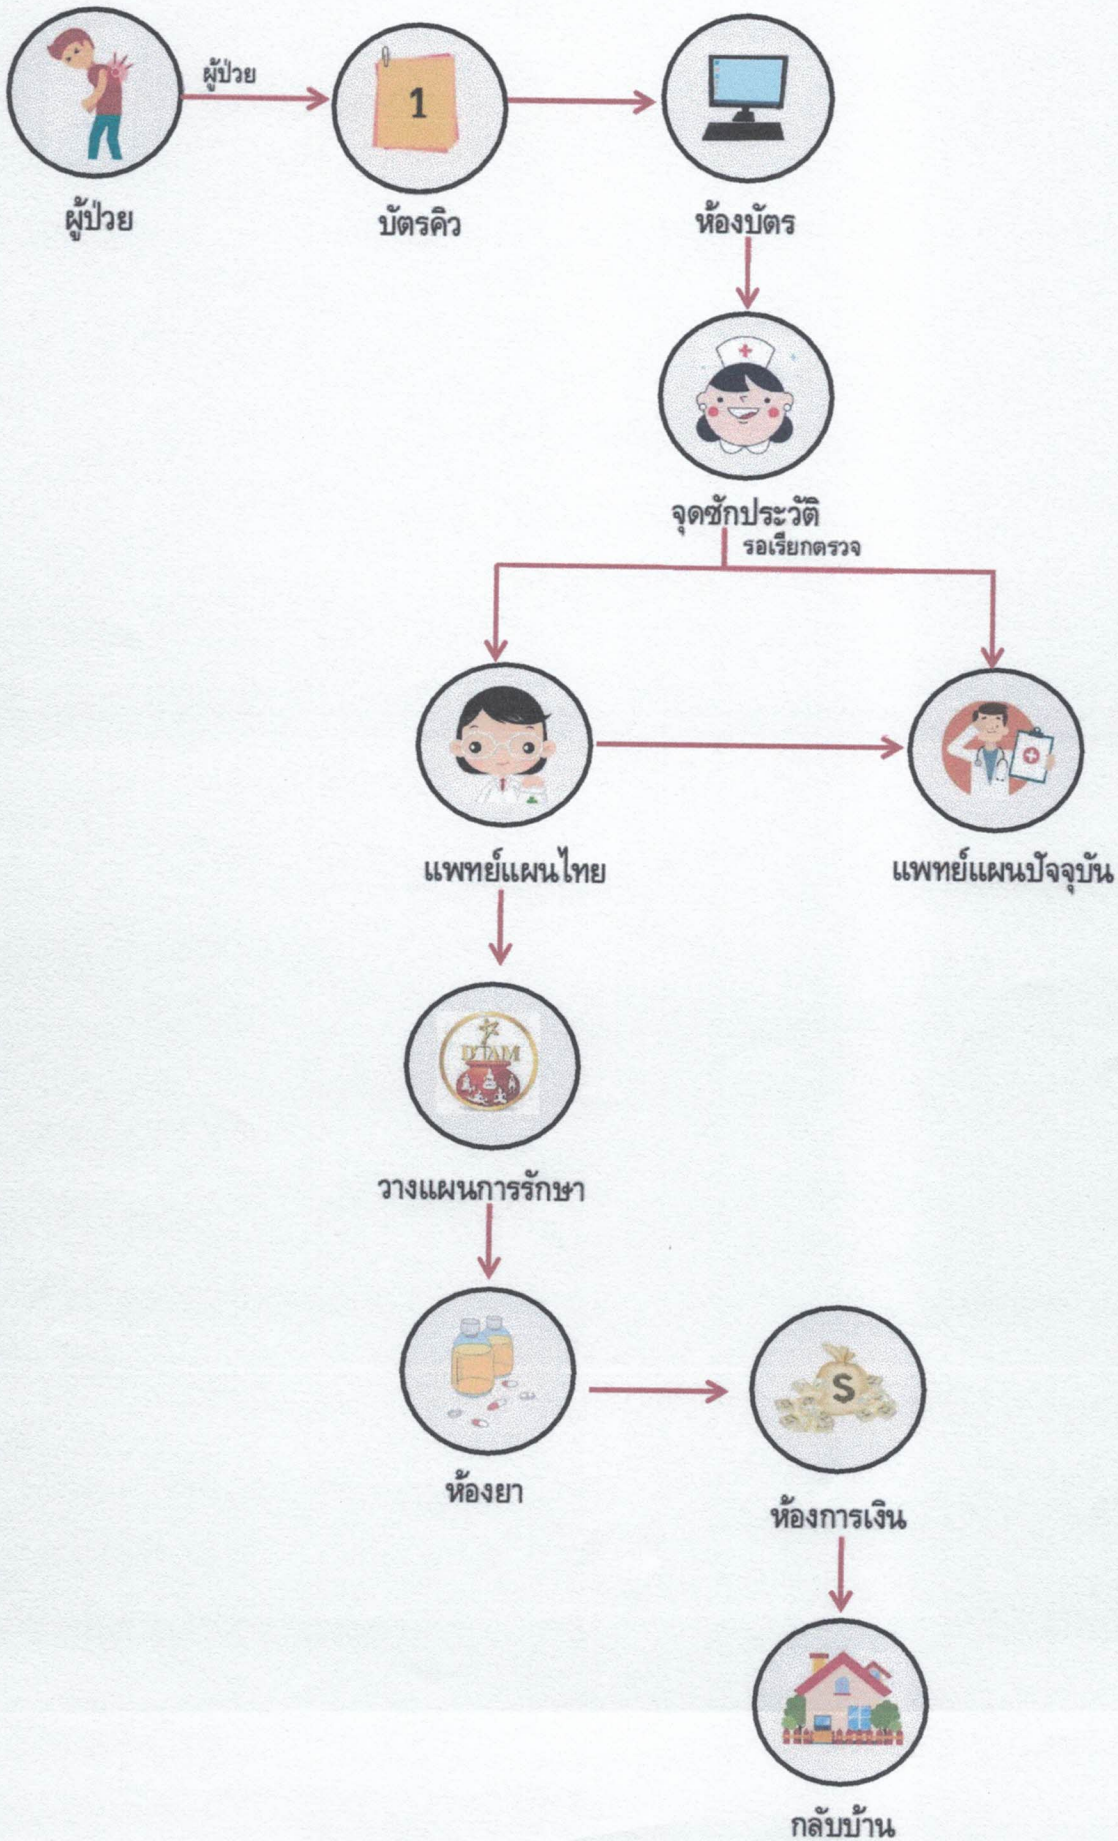 ผู้ป่วย
1
ผู้ป่วย
บัตรคิว
ห้องบัตร
จุดซักประวัติ
รอเรียกตรวจ
แพทย์แผนไทย
แพทย์แผนปัจจุบัน
DTAM
วางแผนการรักษา
ห้องยา
S
ห้องการเงิน
กลับบ้าน